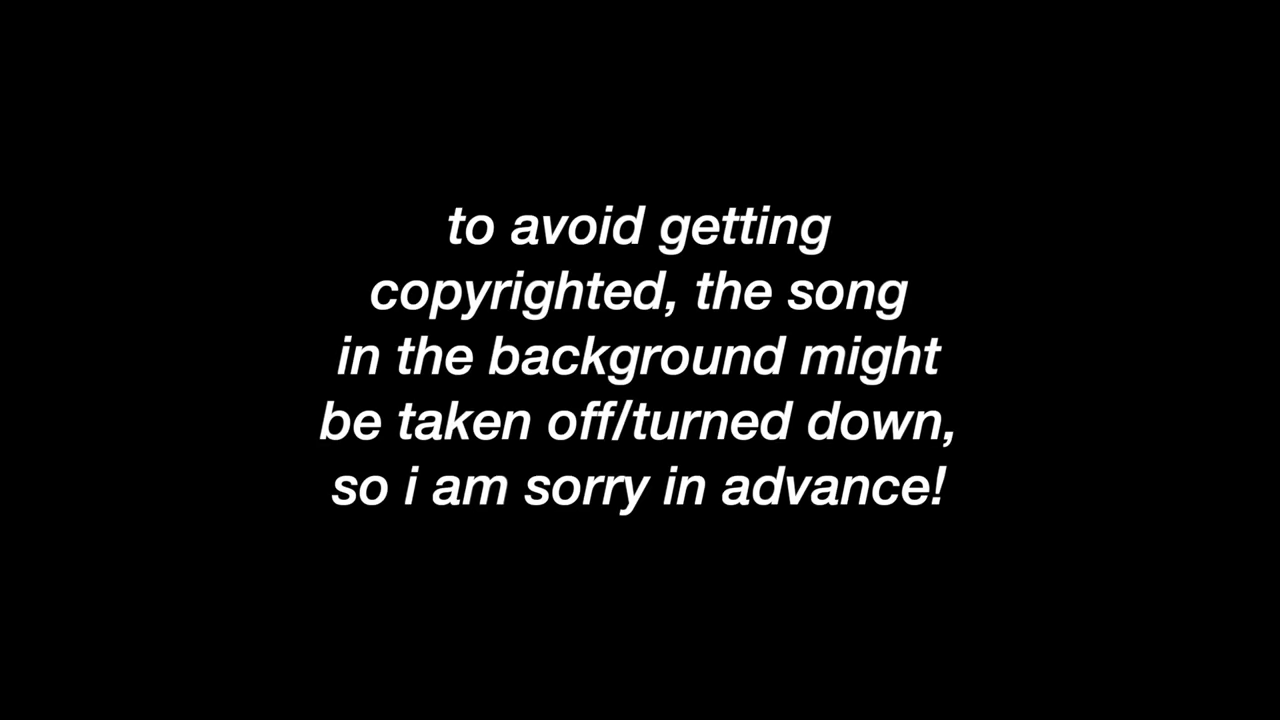 to avoid getting
copyrighted, the song
in the background might
be taken off/turned down,
so i am sorry in advance!